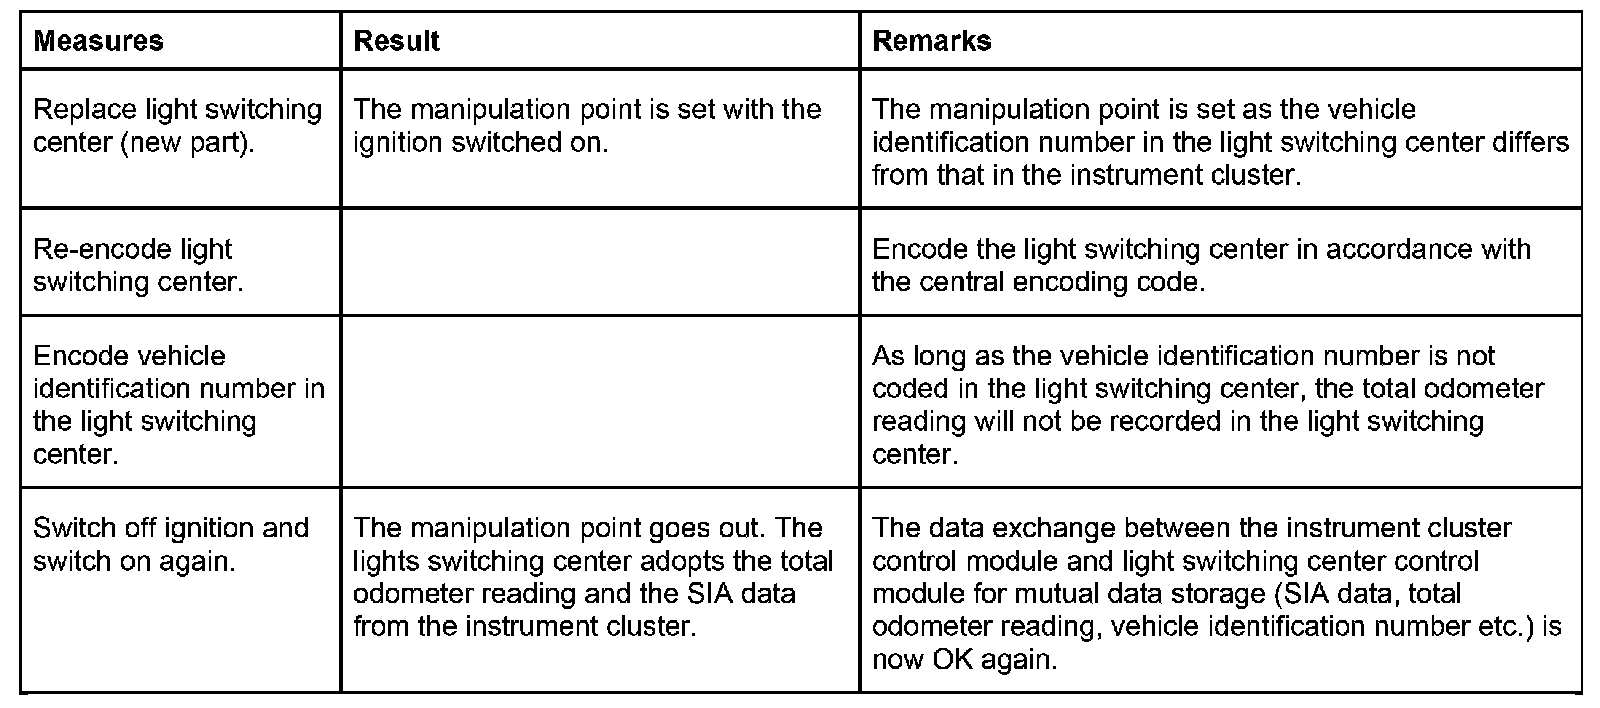 Measures Result Remarks
Replace light switching
center (new part).
The manipulation point is set with the
ignition switched on.
The manipulation point is set as the vehicle
identification number in the light switching center differs
from that in the instrument cluster.
Re-encode light
switching center.
Encode the light switching center in accordance with
the central encoding code.
Encode vehicle
identification number in
the light switching
center.
As long as the vehicle identification number is not
coded in the light switching center, the total odometer
reading will not be recorded in the light switching
center.
Switch off ignition and
switch on again.
The manipulation point goes out. The
lights switching center adopts the total
odometer reading and the SIA data
from the instrument cluster.
The data exchange between the instrument cluster
control module and light switching center control
module for mutual data storage (SIA data, total
odometer reading, vehicle identification number etc.) is
now OK again.